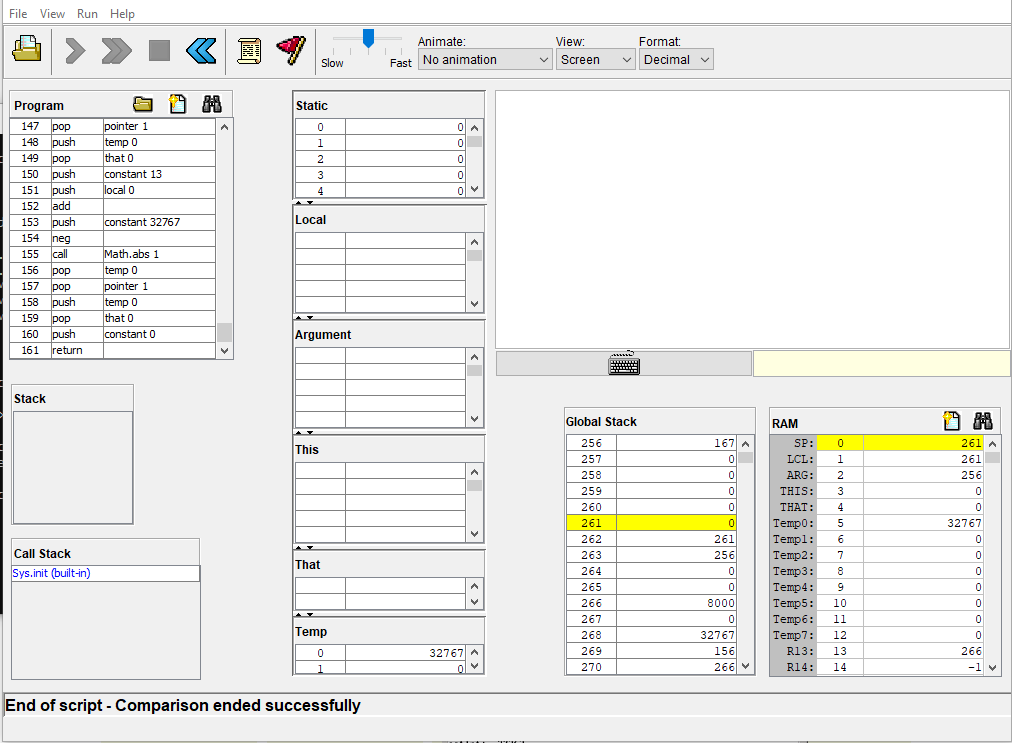 File View Run Help
Slow Fast
Animate: View: Format:
No animation Screen Decimal
Program
147 pop pointer 1
148 push temp 0
149 pop that 0
150 push constant 13
151 push local 0
152 add
153 push constant 32767
154 neg
155 call Math.abs 1
156 pop temp 0
157 pop pointer 1
158 push temp 0
159 pop that 0
160 push constant 0
161 return
Stack
Call Stack
Sys.init (built-in)
Static
0 0
1 0
2 0
3 0
4 0
Local
Argument
This
That
Temp
0 32767
1 0
Global Stack
256 167
257 0
258 0
259 0
260 0
261 0
262 261
263 256
264 0
265 0
266 8000
267 0
268 32767
269 156
270 266
RAM
SP: 0 261
LCL: 1 261
ARG: 2 256
THIS: 3 0
THAT: 4 0
Temp0: 5 32767
Temp1: 6 0
Temp2: 7 0
Temp3: 8 0
Temp4: 9 0
Temp5: 10 0
Temp6: 11 0
Temp7: 12 0
R13: 13 266
R14: 14 -1
End of script - Comparison ended successfully